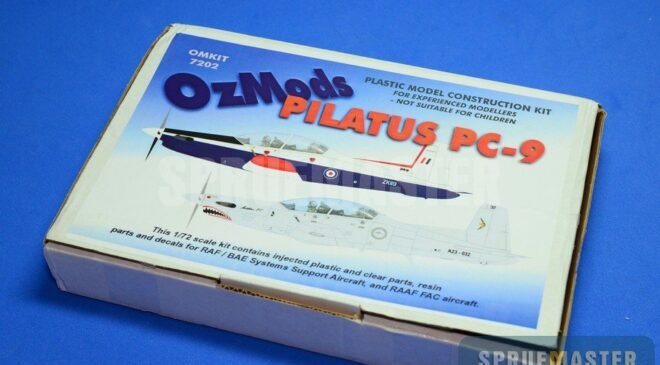 OMKIT
7202
OzMods
PLASTIC MODEL CONSTRUCTION KIT
FOR EXPERIENCED MODELLERS
- NOT SUITABLE FOR CHILDREN
PILATUS PC-9
SPRUEMASTER
A23-032
This 1/72 scale kit contains injected plastic and clear parts, resin
parts and decals for RAF / BAE Systems Support Aircraft, and RAAF FAC aircraft.
SPRUEMASTER